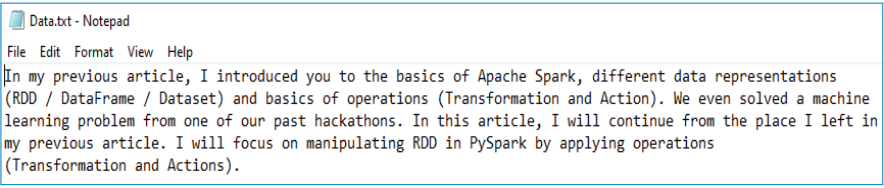 Data.txt - Notepad
File Edit Format View Help
In my previous article, I introduced you to the basics of Apache Spark, different data representations
(RDD / DataFrame / Dataset) and basics of operations (Transformation and Action). We even solved a machine
learning problem from one of our past hackathons. In this article, I will continue from the place I left in
my previous article. I will focus on manipulating RDD in PySpark by applying operations
(Transformation and Actions).